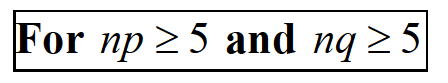 For np ≥ 5 and nq ≥ 5